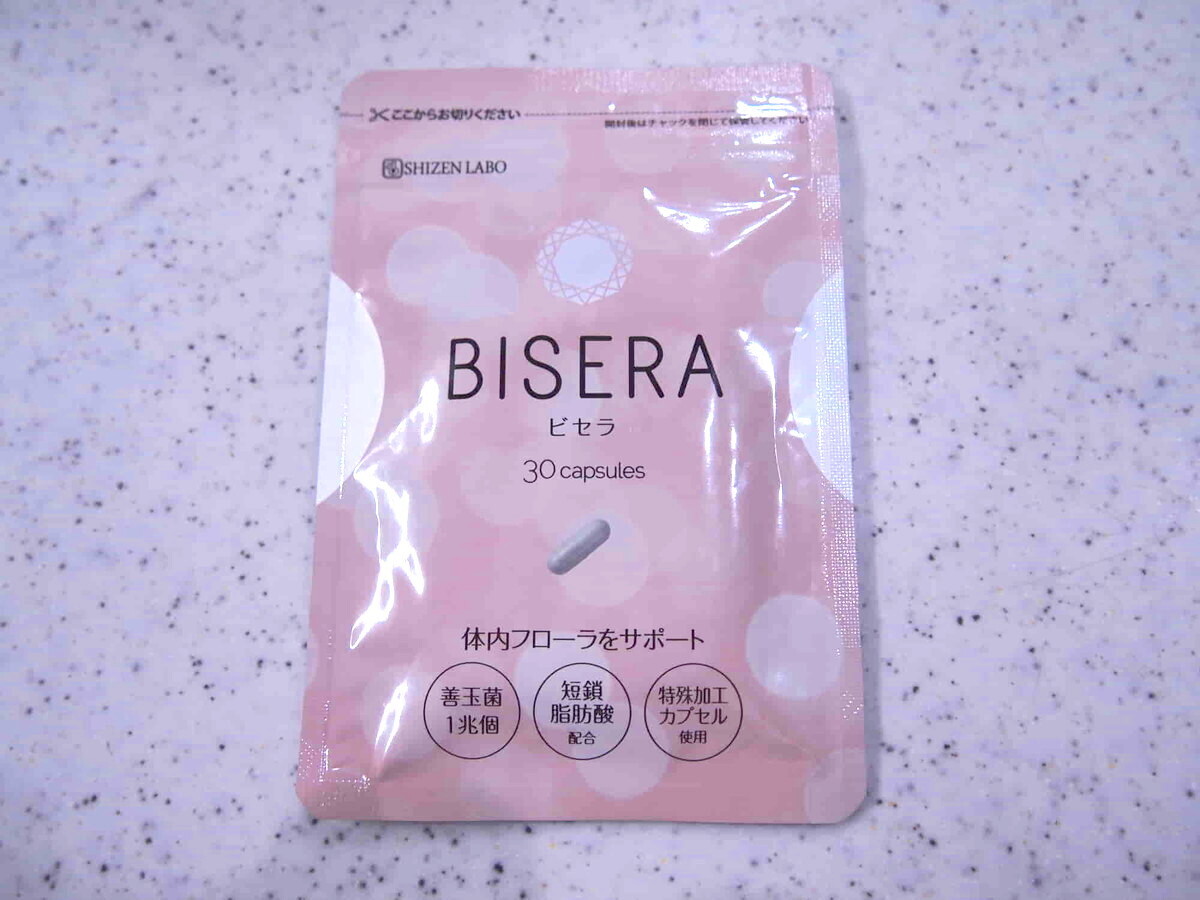 ここからお切りください
開封後はチャックを閉じて保管してください
SHIZEN LABO
BISERA
ビセラ
30 capsules
体内フローラをサポート
善玉菌
1兆個
短鎖
脂肪酸
配合
特殊加工
カプセル
使用